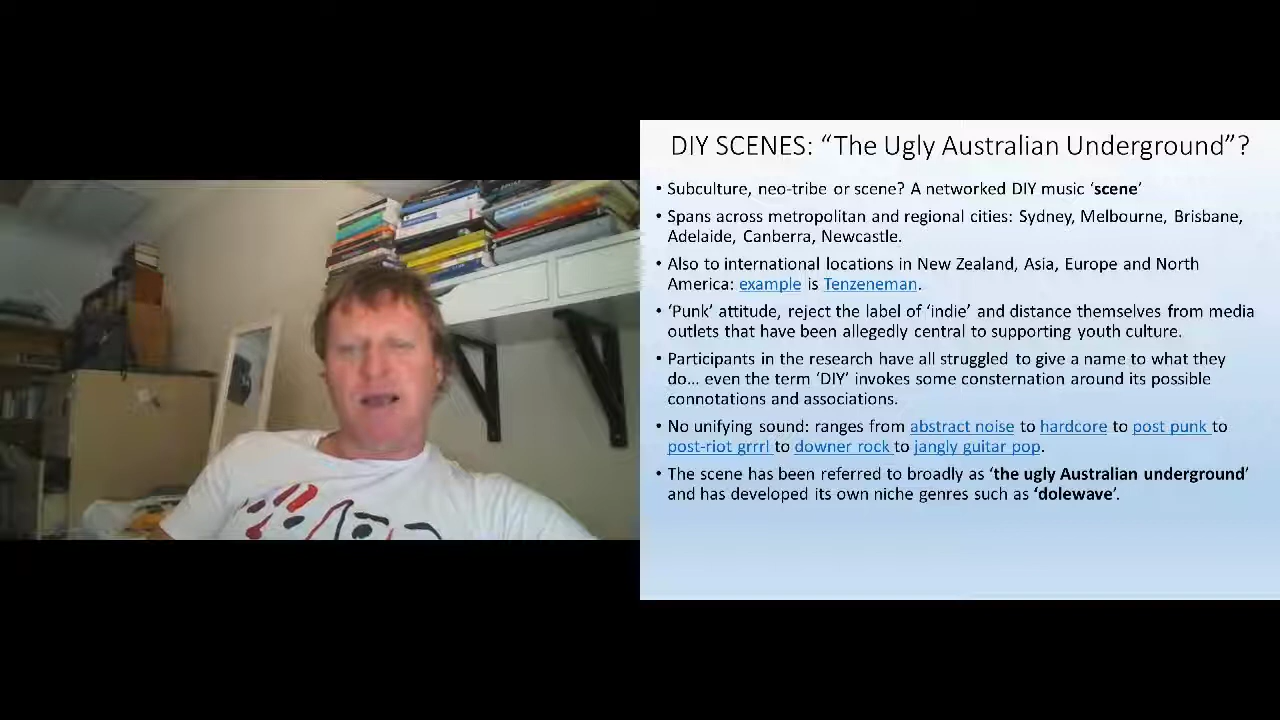 DIY SCENES: “The Ugly Australian Underground”?
• Subculture, neo-tribe or scene? A networked DIY music ‘scene’
• Spans across metropolitan and regional cities: Sydney, Melbourne, Brisbane,
Adelaide, Canberra, Newcastle.
• Also to international locations in New Zealand, Asia, Europe and North
America: example is Tenzeneman.
• ‘Punk’ attitude, reject the label of ‘indie’ and distance themselves from media
outlets that have been allegedly central to supporting youth culture.
• Participants in the research have all struggled to give a name to what they
do… even the term ‘DIY’ invokes some consternation around its possible
connotations and associations.
• No unifying sound: ranges from abstract noise to hardcore to post punk to
post-riot grrrl to downer rock to jangly guitar pop.
• The scene has been referred to broadly as ‘the ugly Australian underground’
and has developed its own niche genres such as ‘dolewave’.